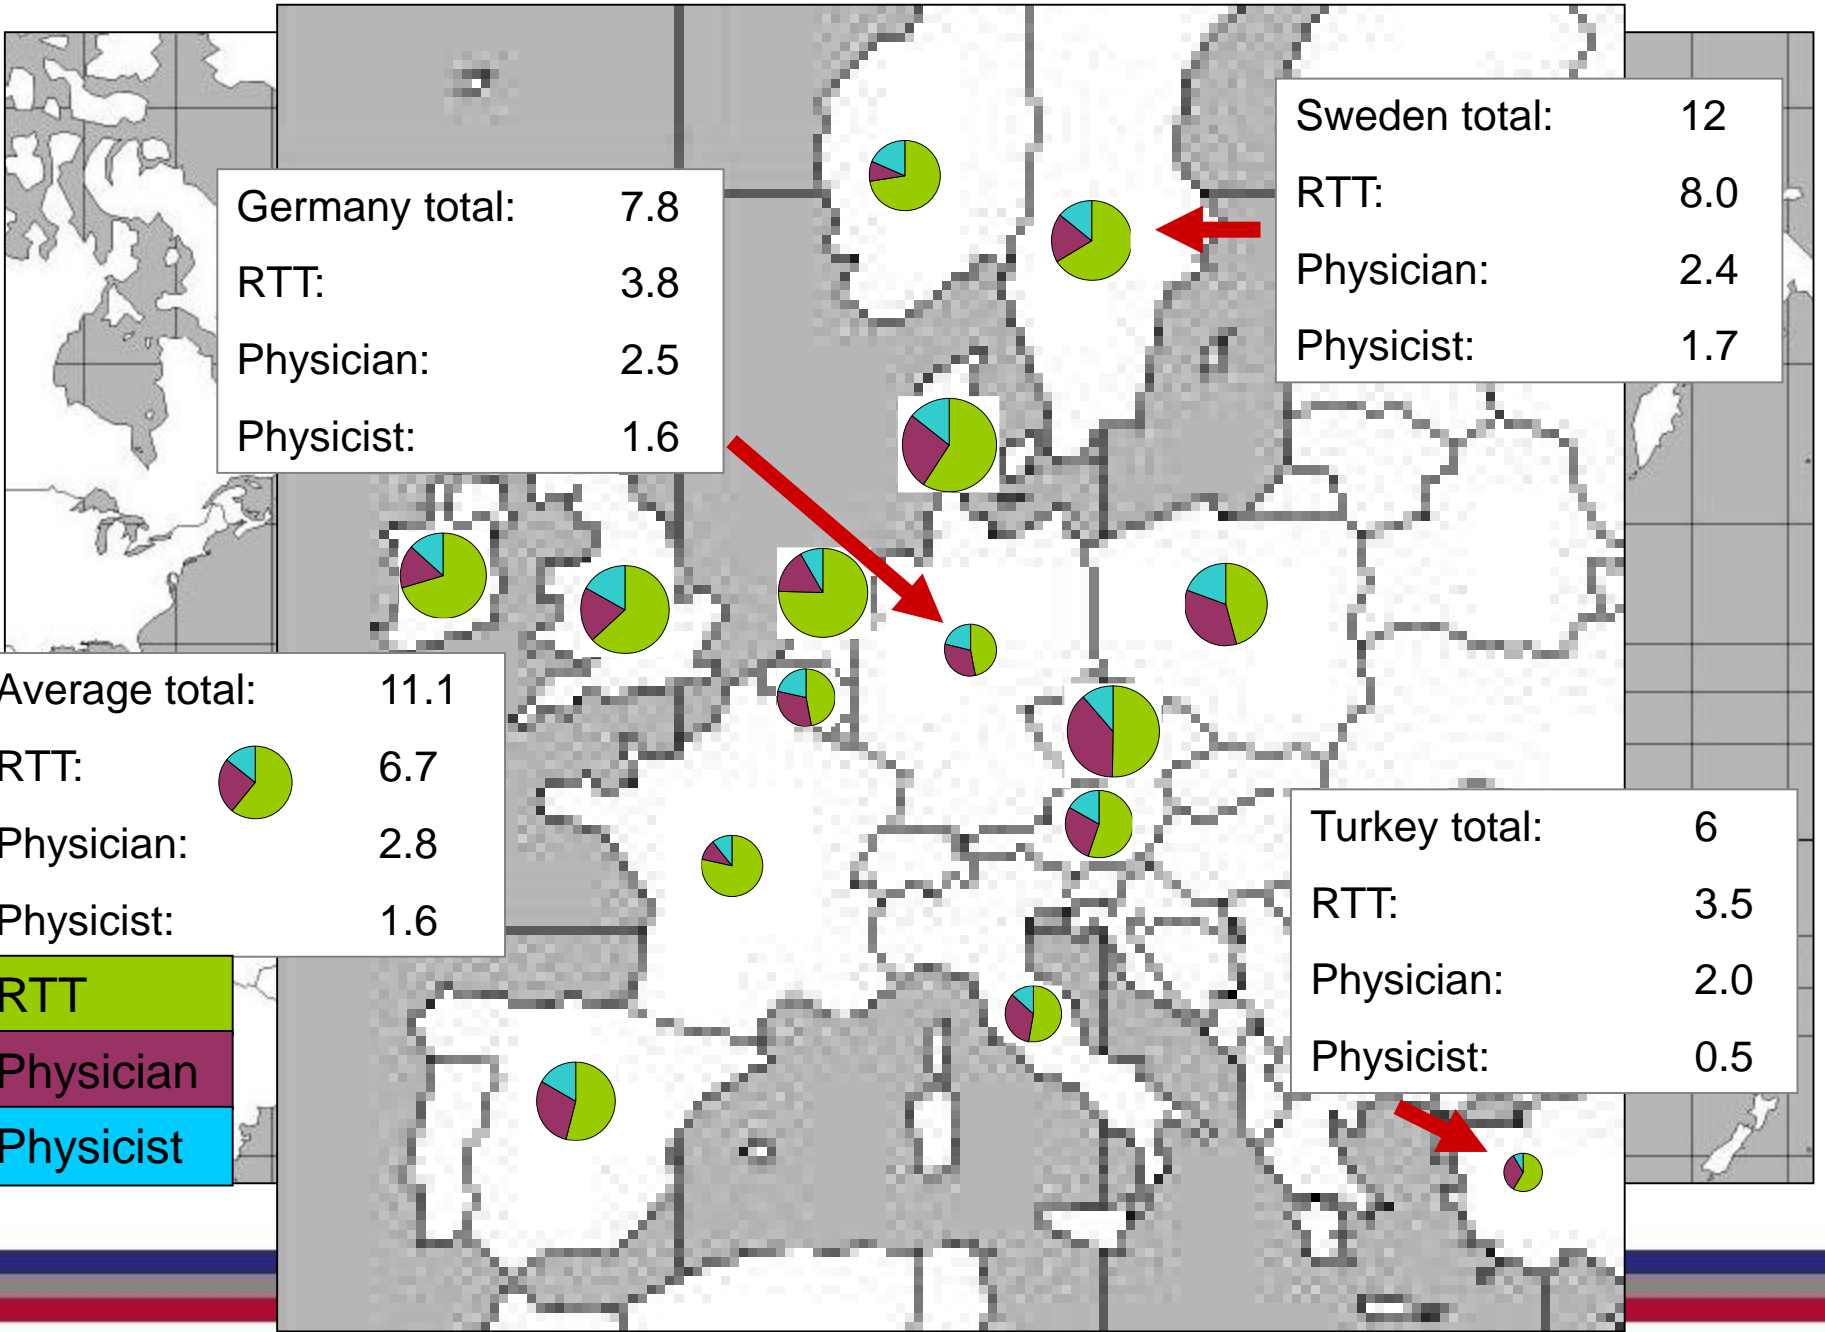 Sweden total: 12
RTT: 8.0
Physician: 2.4
Physicist: 1.7
Germany total: 7.8
RTT: 3.8
Physician: 2.5
Physicist: 1.6
Average total: 11.1
RTT: 6.7
Physician: 2.8
Physicist: 1.6
Turkey total: 6
RTT: 3.5
Physician: 2.0
Physicist: 0.5
RTT
Physician
Physicist